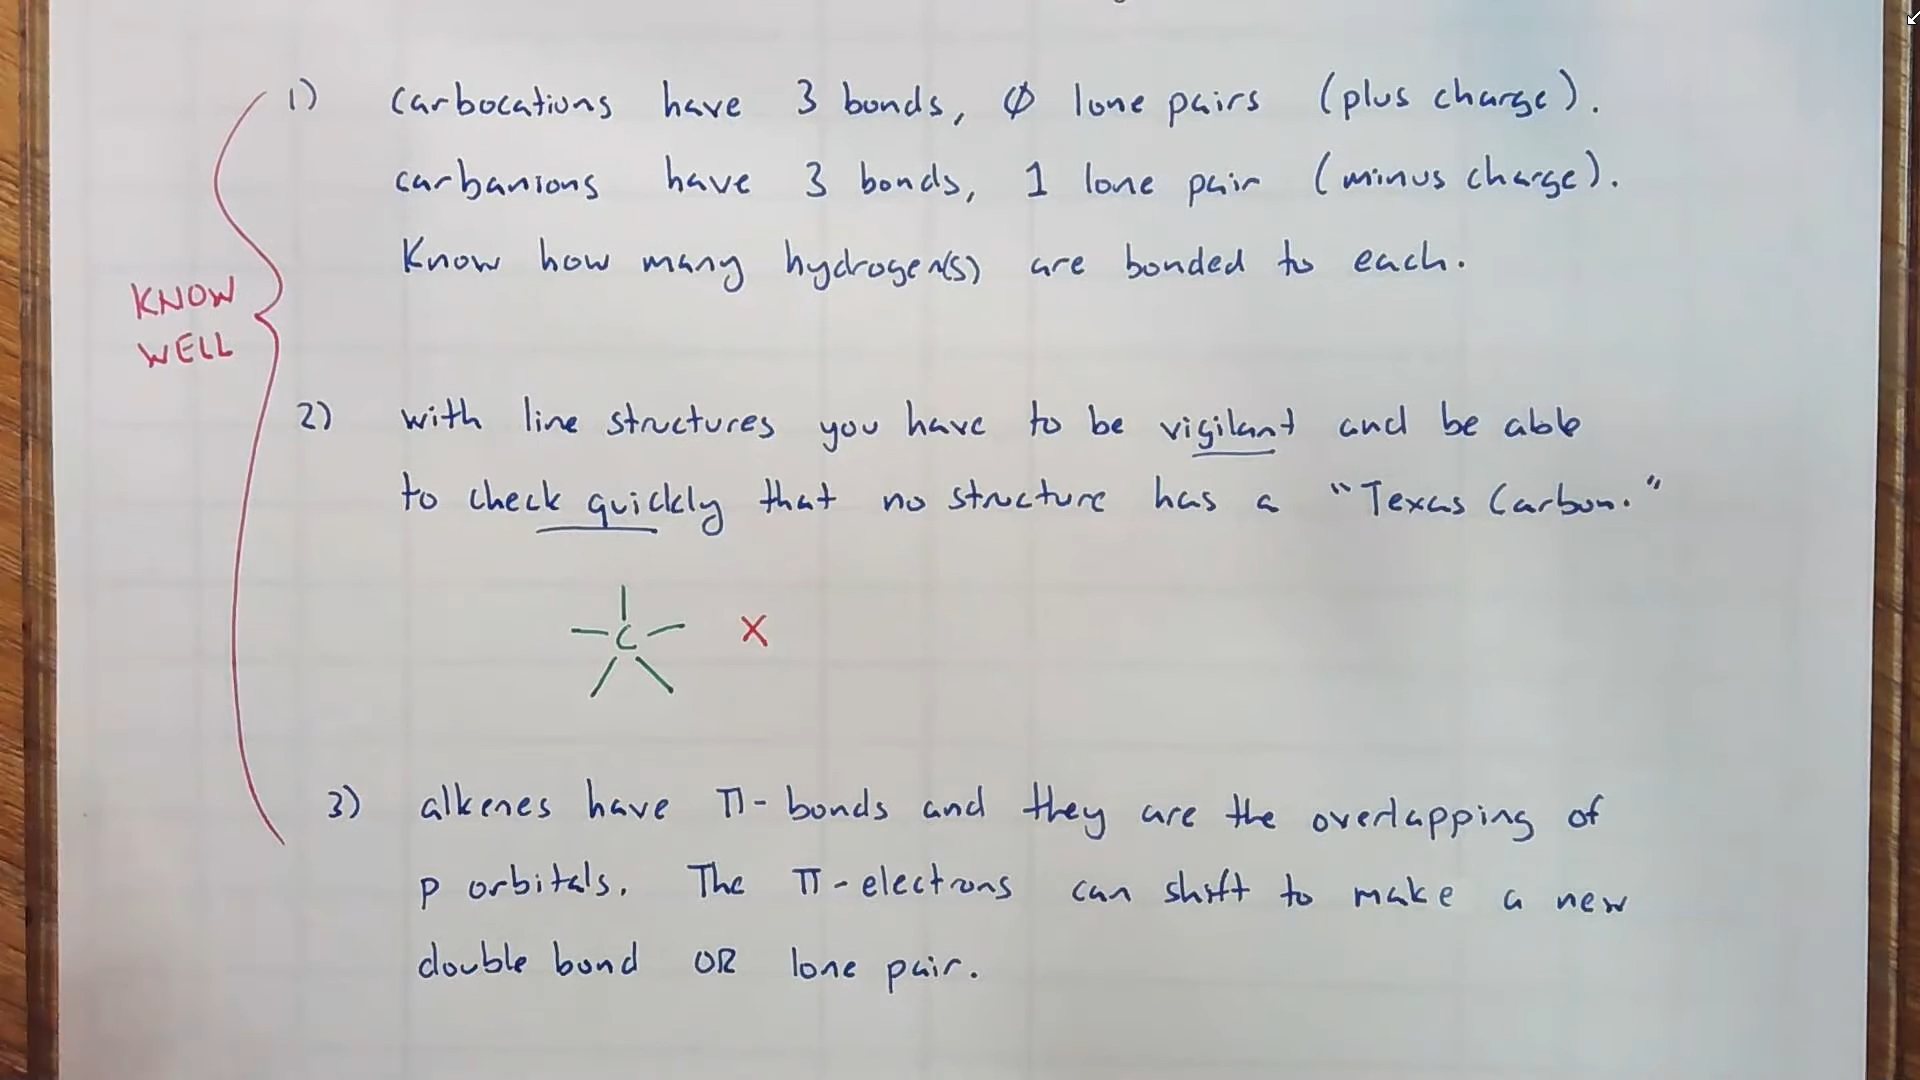 1) carbocations have 3 bonds, ∅ lone pairs (plus charge).
carbanions have 3 bonds, 1 lone pair (minus charge).
Know how many hydrogen(s) are bonded to each.
KNOW
WELL
2) with line structures you have to be vigilant and be able
to check quickly that no structure has a "Texas Carbon."
C X
3) alkenes have π-bonds and they are the overlapping of
p orbitals. The π-electrons can shift to make a new
double bond OR lone pair.